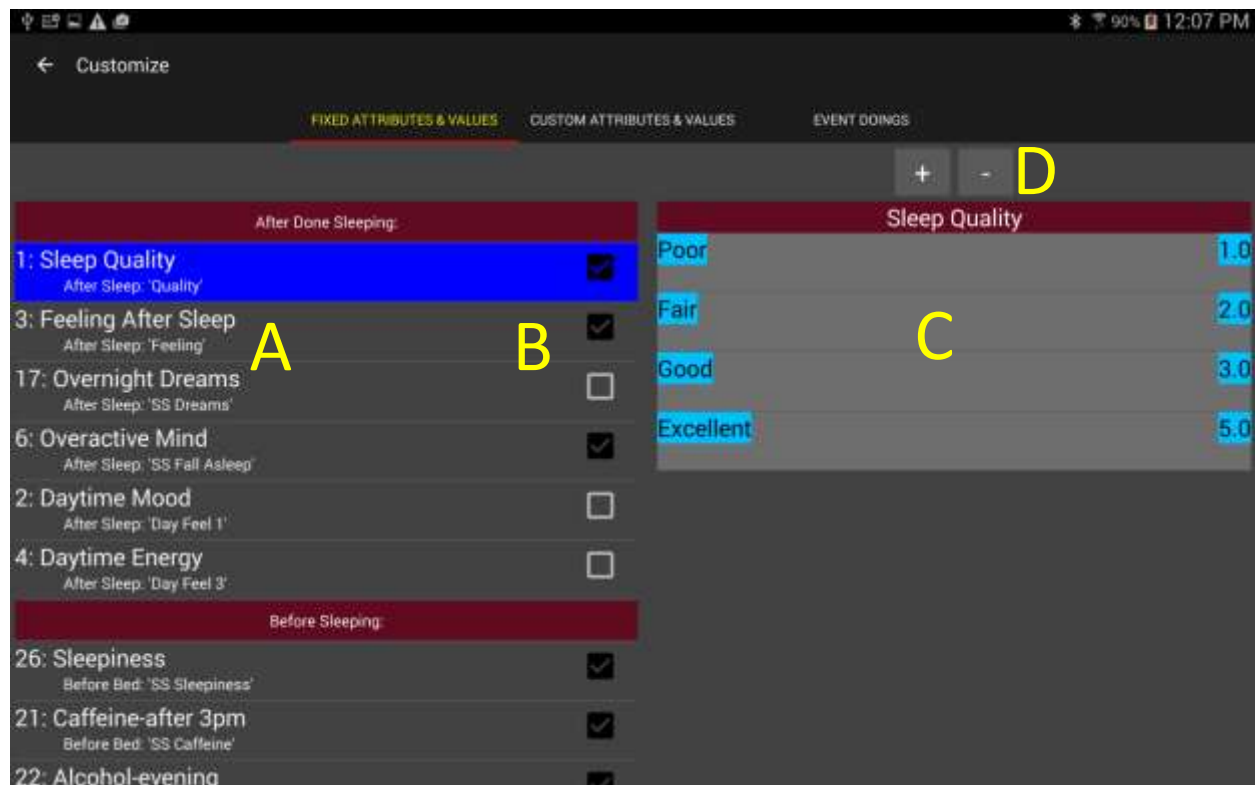 90% 12:07 PM
Customize
FIXED ATTRIBUTES & VALUES CUSTOM ATTRIBUTES & VALUES EVENT DOINGS
+ - D
After Done Sleeping:
Sleep Quality
1: Sleep Quality
After Sleep: 'Quality'
3: Feeling After Sleep
After Sleep: 'Feeling'
A
B
17: Overnight Dreams
After Sleep: 'SS Dreams'
6: Overactive Mind
After Sleep: 'SS Fall Asleep'
2: Daytime Mood
After Sleep: 'Day Feel 1'
4: Daytime Energy
After Sleep: 'Day Feel 3'
Before Sleeping:
26: Sleepiness
Before Bed: 'SS Sleepiness'
21: Caffeine-after 3pm
Before Bed: 'SS Caffeine'
22: Alcohol-evening
Poor 1.0
Fair 2.0
C
Good 3.0
Excellent 5.0